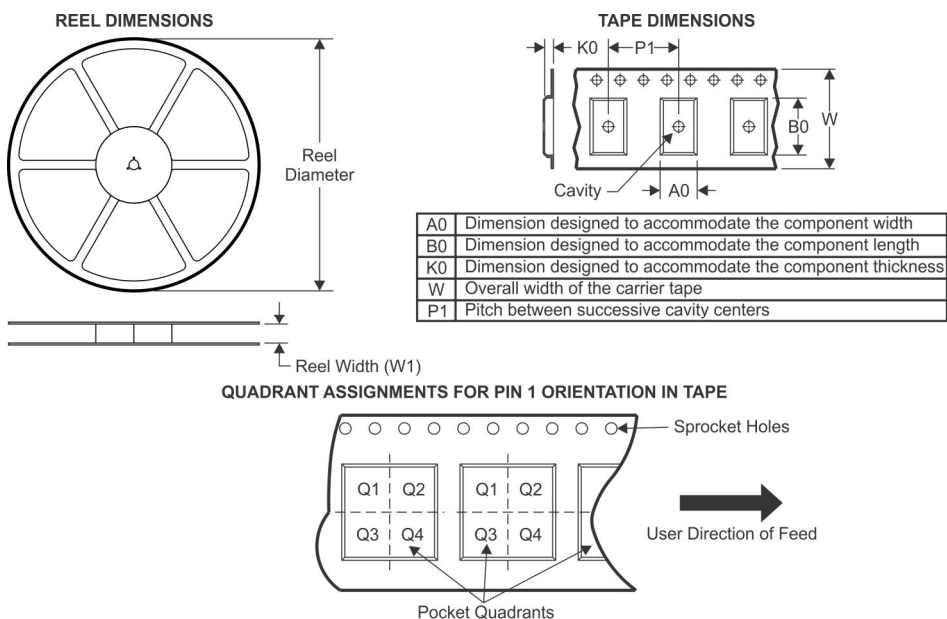 REEL DIMENSIONS
Reel
Diameter
Reel Width (W1)
TAPE DIMENSIONS
K0
P1
B0
W
Cavity
A0
A0 Dimension designed to accommodate the component width
B0 Dimension designed to accommodate the component length
K0 Dimension designed to accommodate the component thickness
W Overall width of the carrier tape
P1 Pitch between successive cavity centers
QUADRANT ASSIGNMENTS FOR PIN 1 ORIENTATION IN TAPE
Sprocket Holes
Q1 Q2 Q1 Q2
Q3 Q4 Q3 Q4
User Direction of Feed
Pocket Quadrants